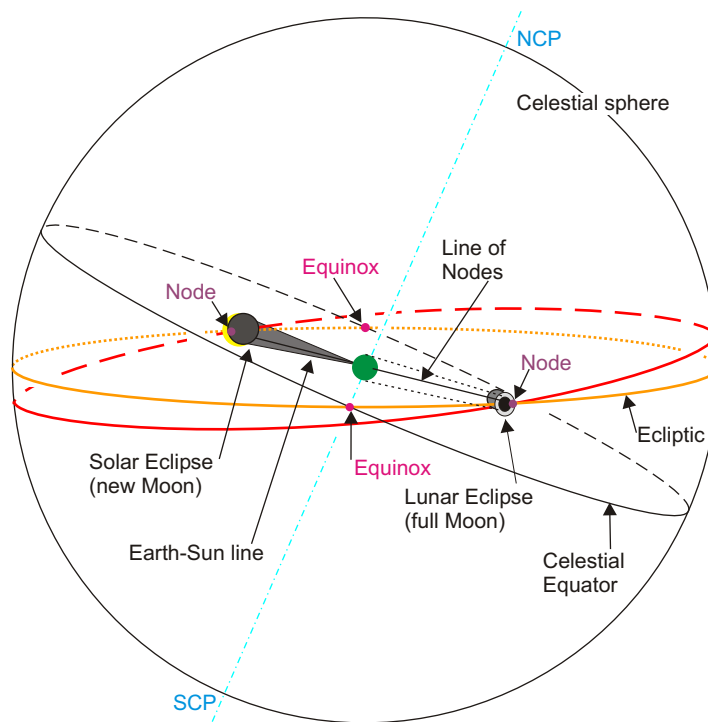 NCP
Celestial sphere
Line of
Nodes
Equinox
Node
Node
Ecliptic
Solar Eclipse
(new Moon)
Equinox
Lunar Eclipse
(full Moon)
Earth-Sun line
Celestial
Equator
SCP